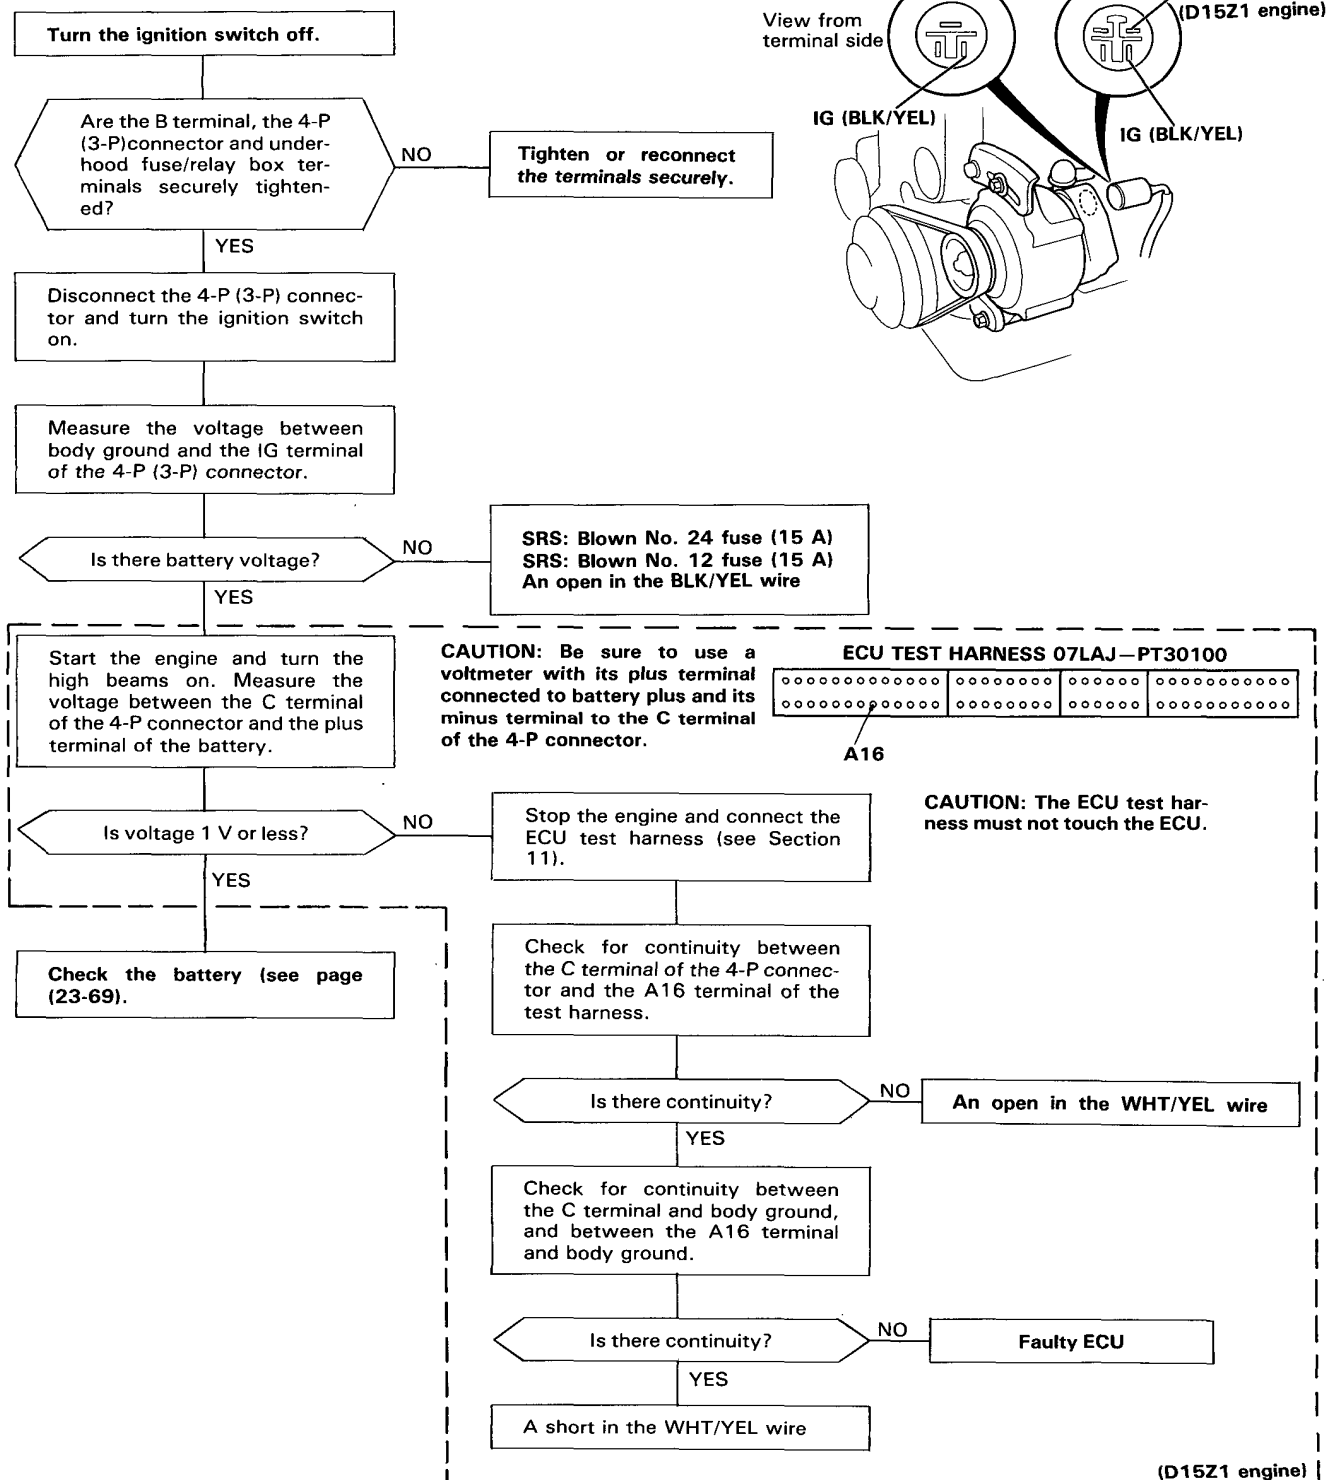 Turn the ignition switch off.
View from
terminal side
(D15Z1 engine)
IG (BLK/YEL)
IG (BLK/YEL)
Are the B terminal, the 4-P
(3-P)connector and under-
hood fuse/relay box ter-
minals securely tighten-
ed?
NO
Tighten or reconnect
the terminals securely.
YES
Disconnect the 4-P (3-P) connec-
tor and turn the ignition switch
on.
Measure the voltage between
body ground and the IG terminal
of the 4-P (3-P) connector.
Is there battery voltage?
NO
SRS: Blown No. 24 fuse (15 A)
SRS: Blown No. 12 fuse (15 A)
An open in the BLK/YEL wire
YES
Start the engine and turn the
high beams on. Measure the
voltage between the C terminal
of the 4-P connector and the plus
terminal of the battery.
CAUTION: Be sure to use a
voltmeter with its plus terminal
connected to battery plus and its
minus terminal to the C terminal
of the 4-P connector.
ECU TEST HARNESS 07LAJ—PT30100
A16
Is voltage 1 V or less?
NO
Stop the engine and connect the
ECU test harness (see Section
11).
CAUTION: The ECU test har-
ness must not touch the ECU.
YES
Check the battery (see page
(23-69).
Check for continuity between
the C terminal of the 4-P connec-
tor and the A16 terminal of the
test harness.
Is there continuity?
NO
An open in the WHT/YEL wire
YES
Check for continuity between
the C terminal and body ground,
and between the A16 terminal
and body ground.
Is there continuity?
NO
Faulty ECU
YES
A short in the WHT/YEL wire
(D15Z1 engine)